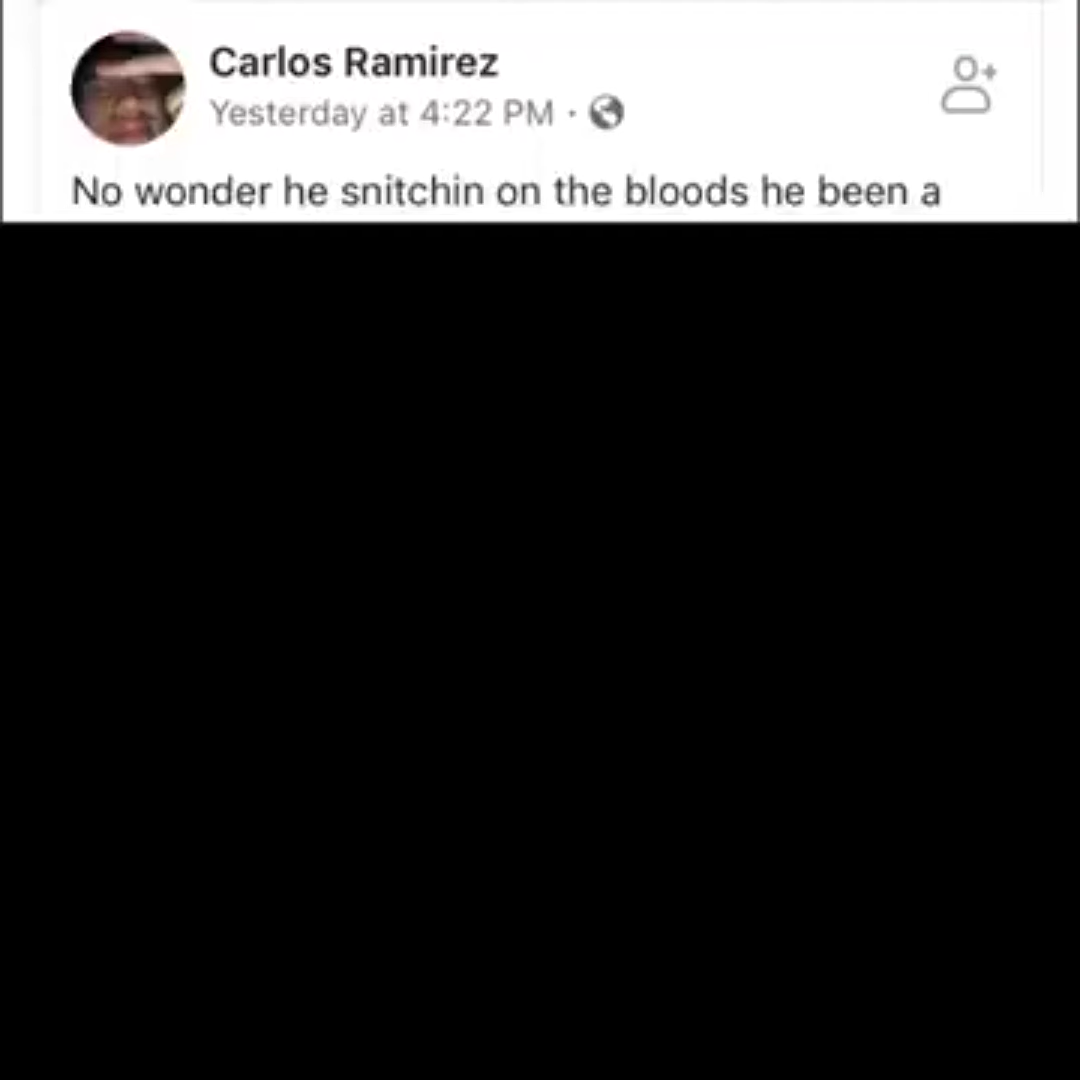 Carlos Ramirez
Yesterday at 4:22 PM ·
No wonder he snitchin on the bloods he been a